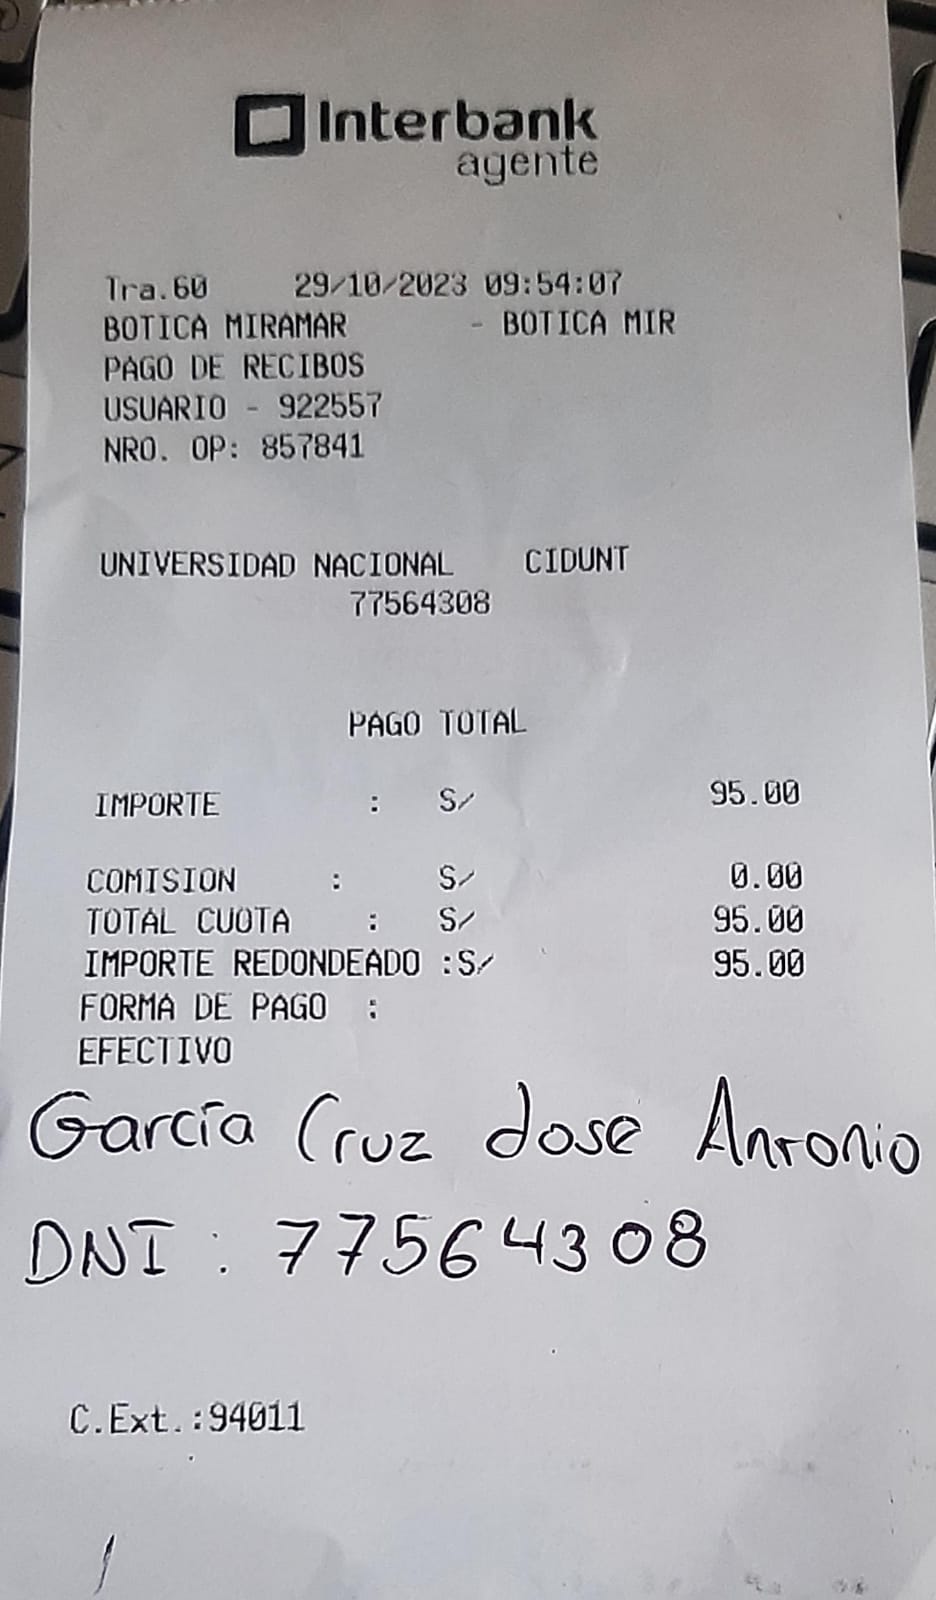 Interbank
agente
Tra.60 29/10/2023 09:54:07
BOTICA MIRAMAR - BOTICA MIR
PAGO DE RECIBOS
USUARIO - 922557
NRO. OP: 857841
UNIVERSIDAD NACIONAL CIDUNT
77564308
PAGO TOTAL
IMPORTE : S/ 95.00
COMISION : S/ 0.00
TOTAL CUOTA : S/ 95.00
IMPORTE REDONDEADO :S/ 95.00
FORMA DE PAGO :
EFECTIVO
García Cruz Jose Antonio
DNI : 77564308
C.Ext.:94011